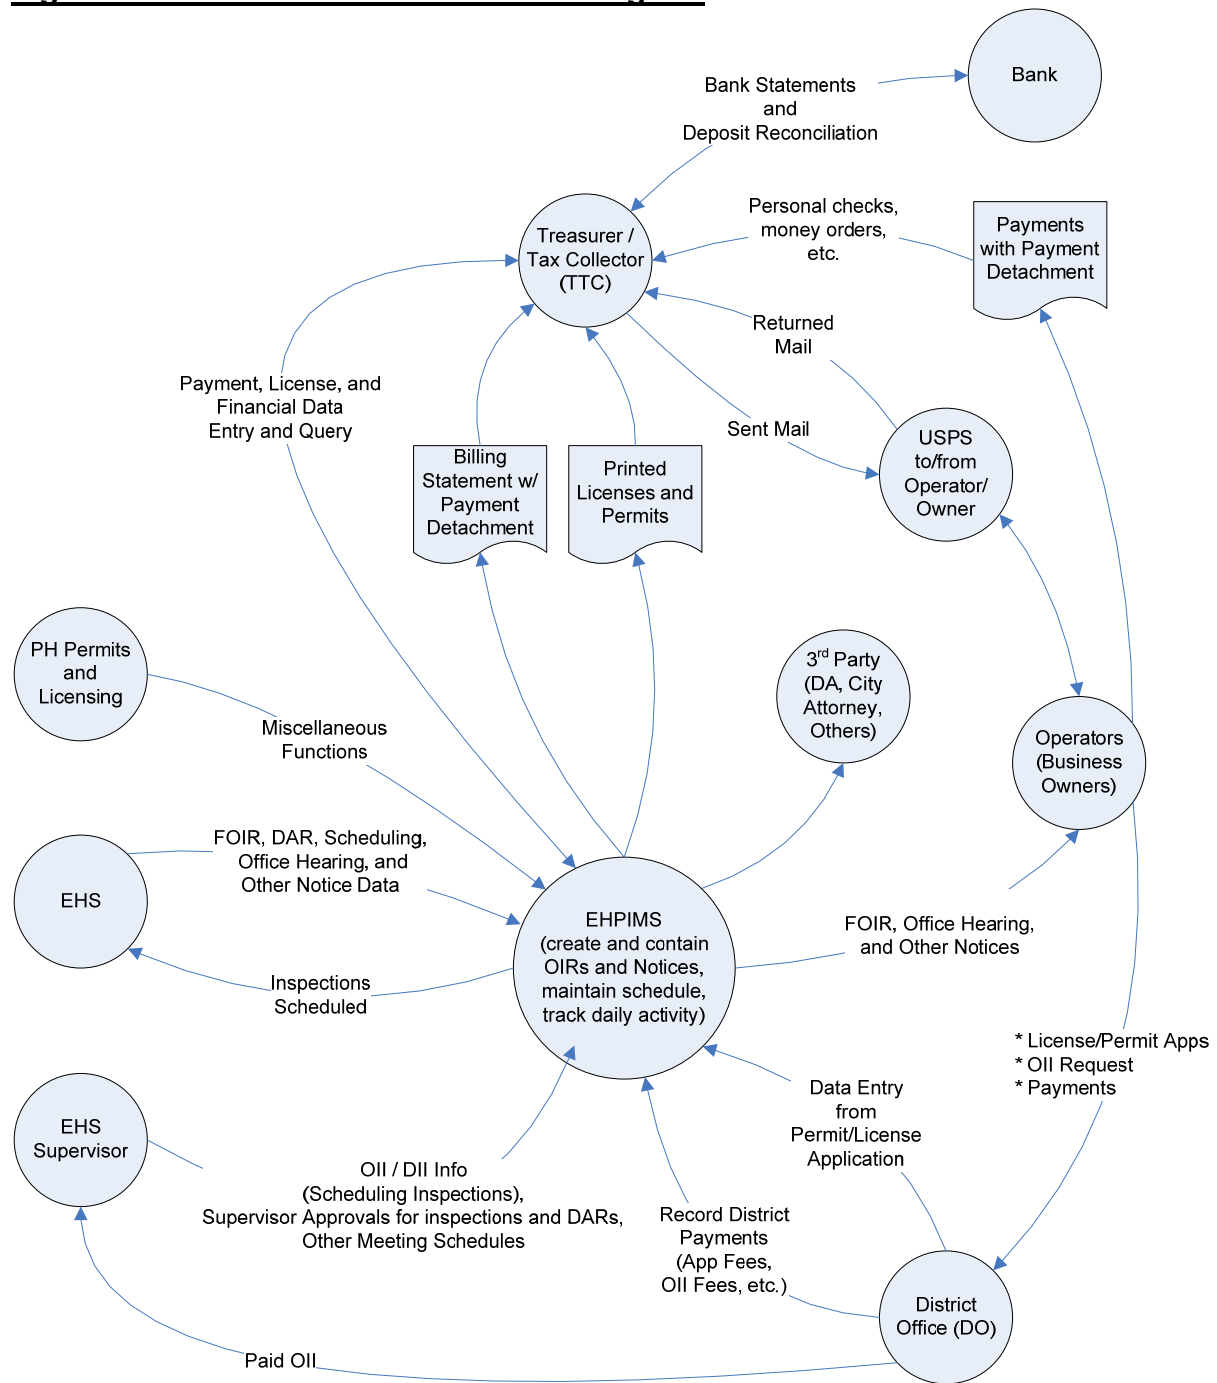 Bank
Bank Statements
and
Deposit Reconciliation
Treasurer /
Tax Collector
(TTC)
Personal checks,
money orders,
etc.
Payments
with Payment
Detachment
Returned
Mail
Payment, License, and
Financial Data
Entry and Query
Sent Mail
USPS
to/from
Operator/
Owner
Billing
Statement w/
Payment
Detachment
Printed
Licenses and
Permits
PH Permits
and
Licensing
3rd Party
(DA, City
Attorney,
Others)
Miscellaneous
Functions
Operators
(Business
Owners)
FOIR, DAR, Scheduling,
Office Hearing, and
Other Notice Data
EHS
EHPIMS
(create and contain
OIRs and Notices,
maintain schedule,
track daily activity)
FOIR, Office Hearing,
and Other Notices
Inspections
Scheduled
* License/Permit Apps
* OII Request
* Payments
Data Entry
from
Permit/License
Application
EHS
Supervisor
OII / DII Info
(Scheduling Inspections),
Supervisor Approvals for inspections and DARs,
Other Meeting Schedules
Record District
Payments
(App Fees,
OII Fees, etc.)
District
Office (DO)
Paid OII